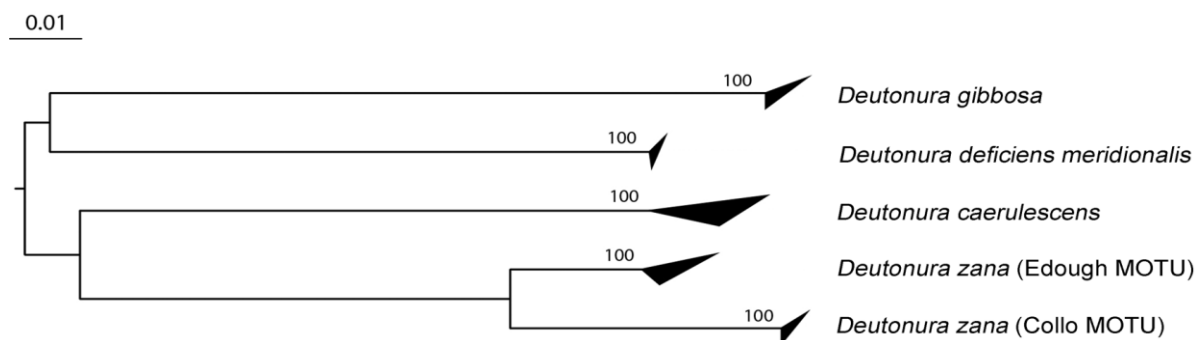 0.01
100
Deutonura gibbosa
100
Deutonura deficiens meridionalis
100
Deutonura caerulescens
100
Deutonura zana (Edough MOTU)
100
Deutonura zana (Collo MOTU)